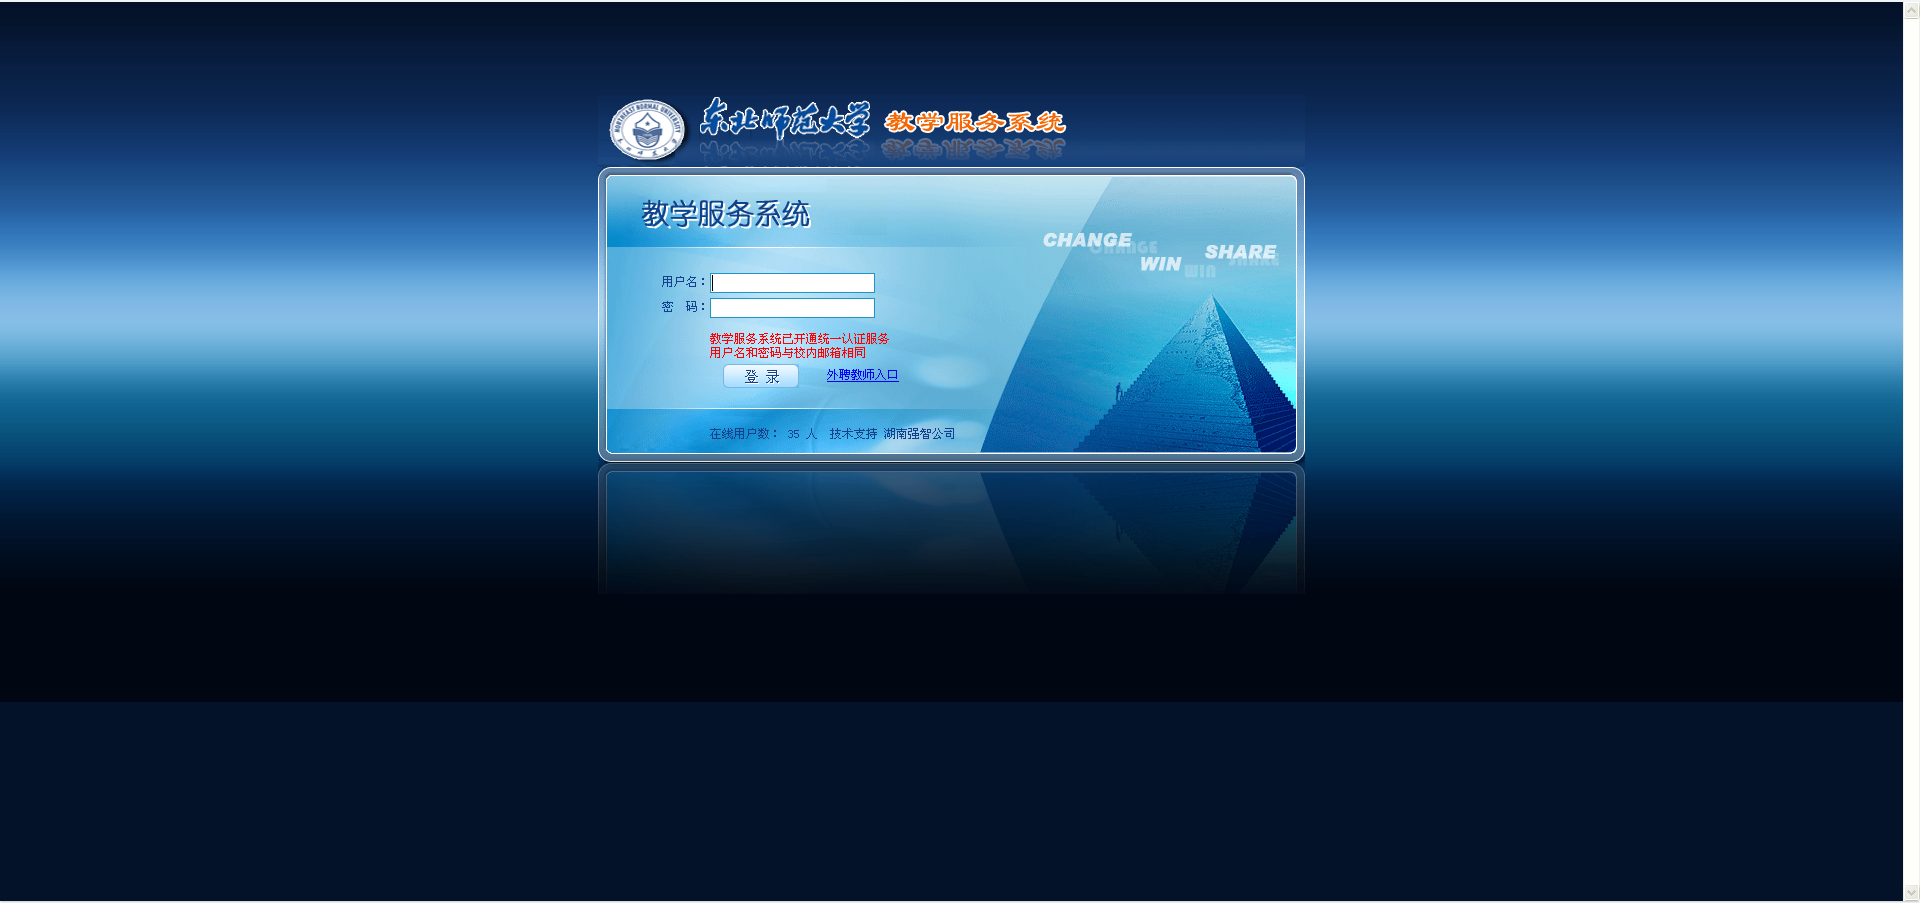 NORTHEAST NORMAL UNIVERSITY
东北师范大学 教学服务系统
教学服务系统
CHANGE
SHARE
WIN
用户名：
密 码：
教学服务系统已开通统一认证服务
用户名和密码与校内邮箱相同
登 录 外聘教师入口
在线用户数： 35 人 技术支持 湖南强智公司